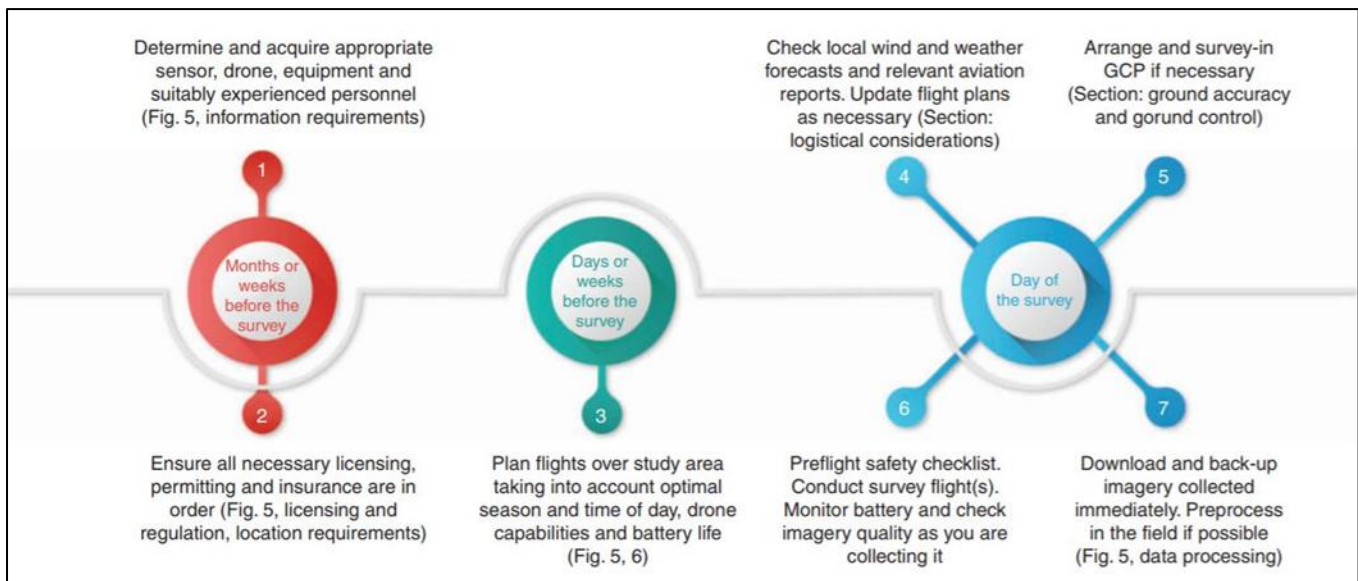 Determine and acquire appropriate
sensor, drone, equipment and
suitably experienced personnel
(Fig. 5, information requirements)
1
Months or
weeks
before the
survey
2
Ensure all necessary licensing,
permitting and insurance are in
order (Fig. 5, licensing and
regulation, location requirements)
Days or
weeks
before the
survey
3
Plan flights over study area
taking into account optimal
season and time of day, drone
capabilities and battery life
(Fig. 5, 6)
Check local wind and weather
forecasts and relevant aviation
reports. Update flight plans
as necessary (Section:
logistical considerations)
4
Arrange and survey-in
GCP if necessary
(Section: ground accuracy
and gorund control)
5
Day of
the survey
6
Preflight safety checklist.
Conduct survey flight(s).
Monitor battery and check
imagery quality as you are
collecting it
7
Download and back-up
imagery collected
immediately. Preprocess
in the field if possible
(Fig. 5, data processing)